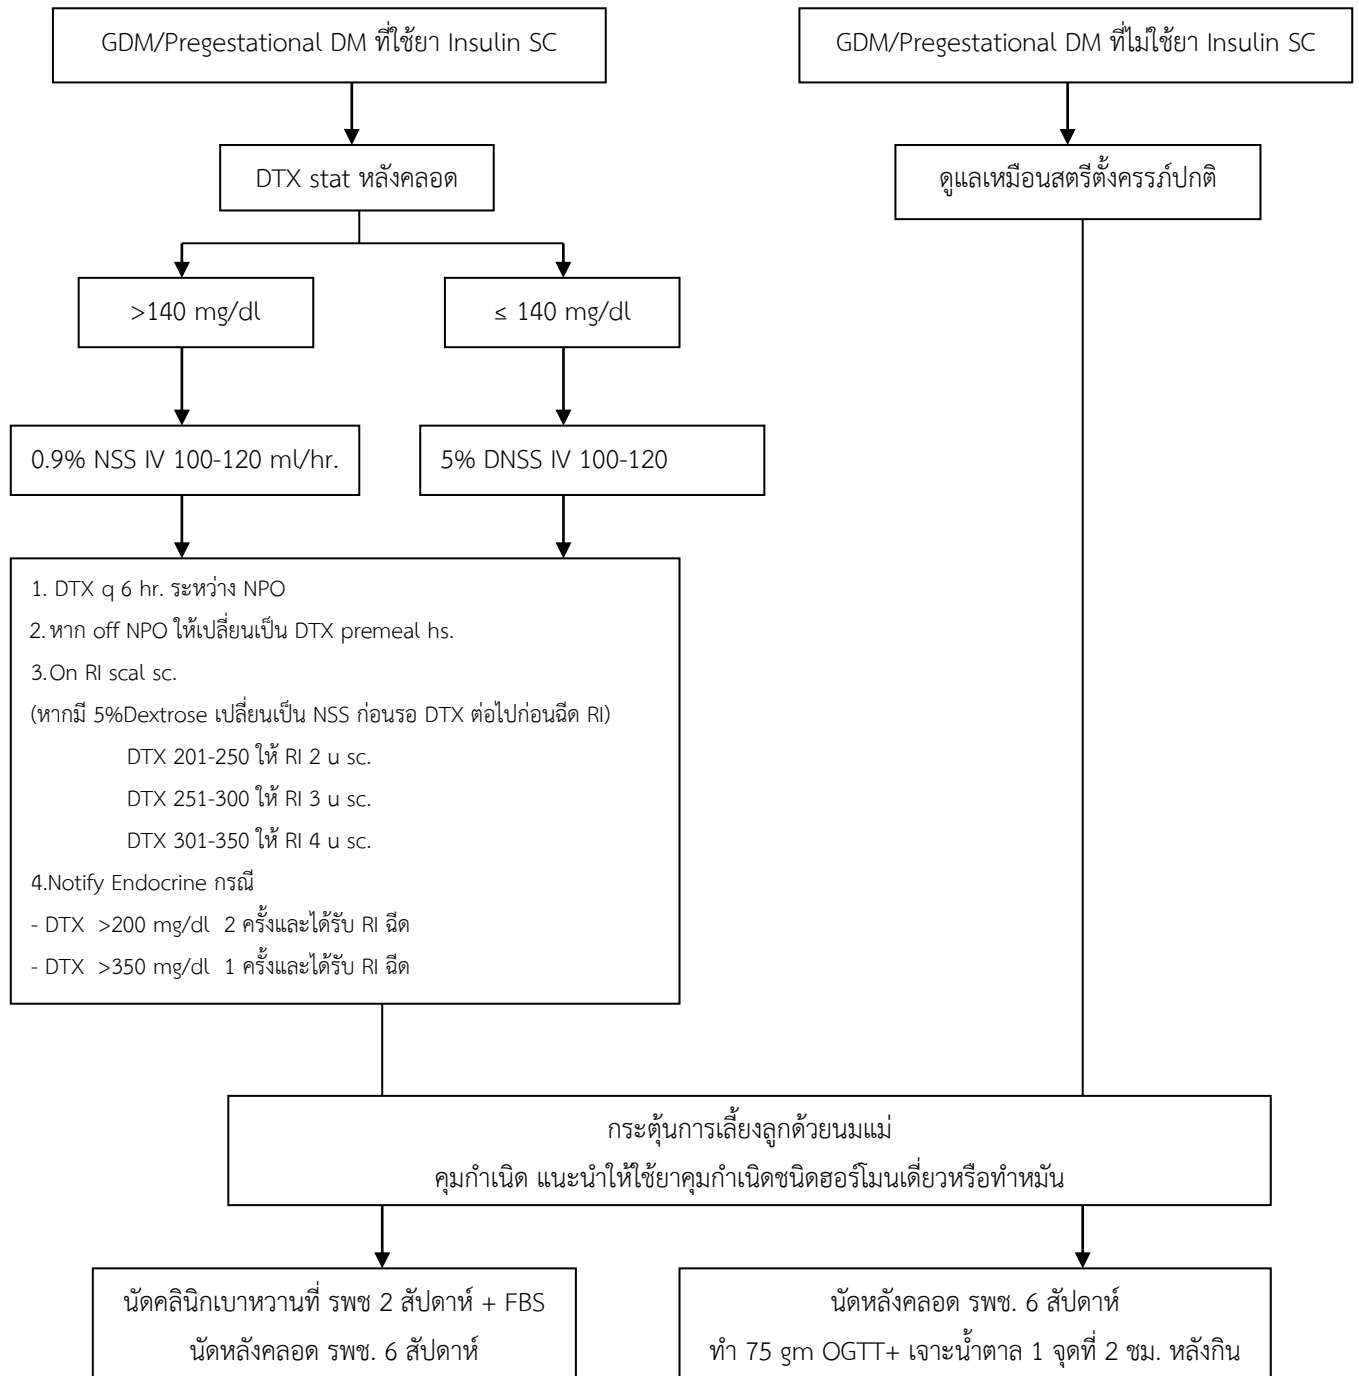 GDM/Pregestational DM ที่ใช้ยา Insulin SC
GDM/Pregestational DM ที่ไม่ใช้ยา Insulin SC
DTX stat หลังคลอด
ดูแลเหมือนสตรีตั้งครรภ์ปกติ
>140 mg/dl
≤ 140 mg/dl
0.9% NSS IV 100-120 ml/hr.
5% DNSS IV 100-120
1. DTX q 6 hr. ระหว่าง NPO
2. หาก off NPO ให้เปลี่ยนเป็น DTX premeal hs.
3.On RI scal sc.
(หากมี 5%Dextrose เปลี่ยนเป็น NSS ก่อนรอ DTX ต่อไปก่อนฉีด RI)
DTX 201-250 ให้ RI 2 u sc.
DTX 251-300 ให้ RI 3 u sc.
DTX 301-350 ให้ RI 4 u sc.
4.Notify Endocrine กรณี
- DTX >200 mg/dl 2 ครั้งและได้รับ RI ฉีด
- DTX >350 mg/dl 1 ครั้งและได้รับ RI ฉีด
กระตุ้นการเลี้ยงลูกด้วยนมแม่
คุมกำเนิด แนะนำให้ใช้ยาคุมกำเนิดชนิดฮอร์โมนเดี่ยวหรือทำหมัน
นัดคลินิกเบาหวานที่ รพช 2 สัปดาห์ + FBS
นัดหลังคลอด รพช. 6 สัปดาห์
นัดหลังคลอด รพช. 6 สัปดาห์
ทำ 75 gm OGTT+ เจาะน้ำตาล 1 จุดที่ 2 ชม. หลังกิน